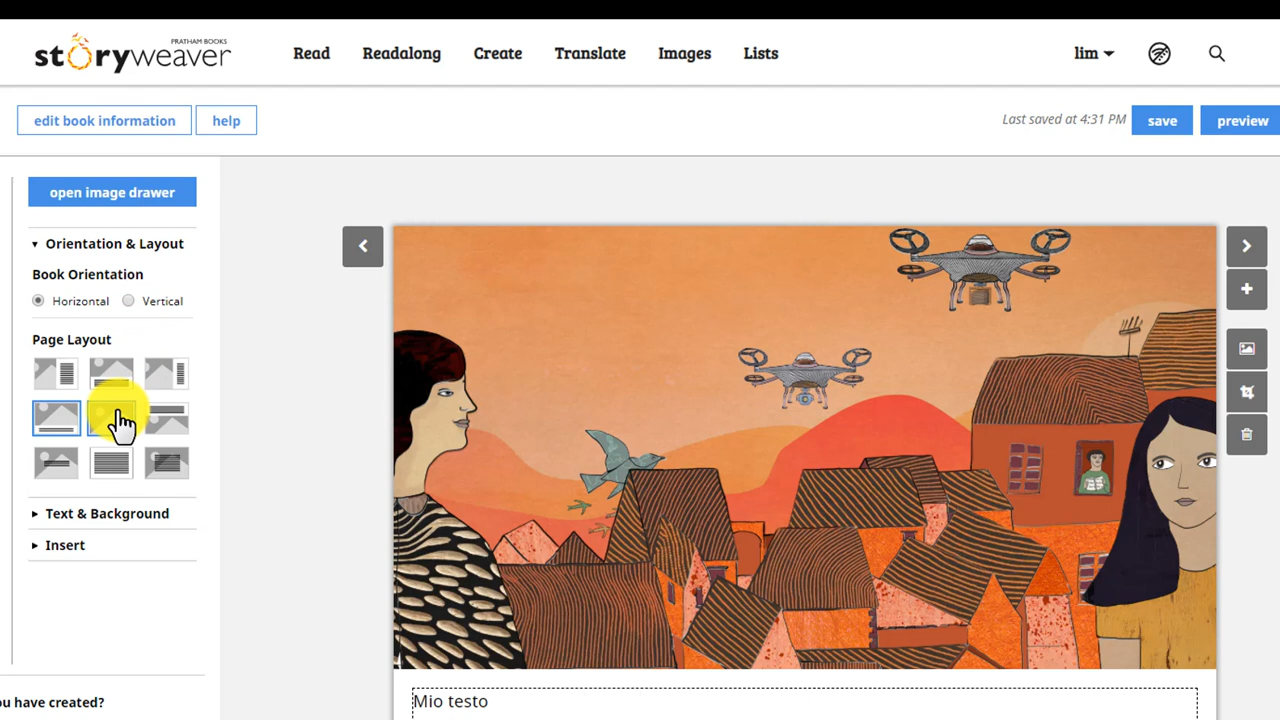 PRATHAM BOOKS
storyweaver
Read Readalong Create Translate Images Lists
lim
edit book information help
Last saved at 4:31 PM save preview
open image drawer
Orientation & Layout
Book Orientation
Horizontal Vertical
Page Layout
Text & Background
Insert
ou have created?
Mio testo